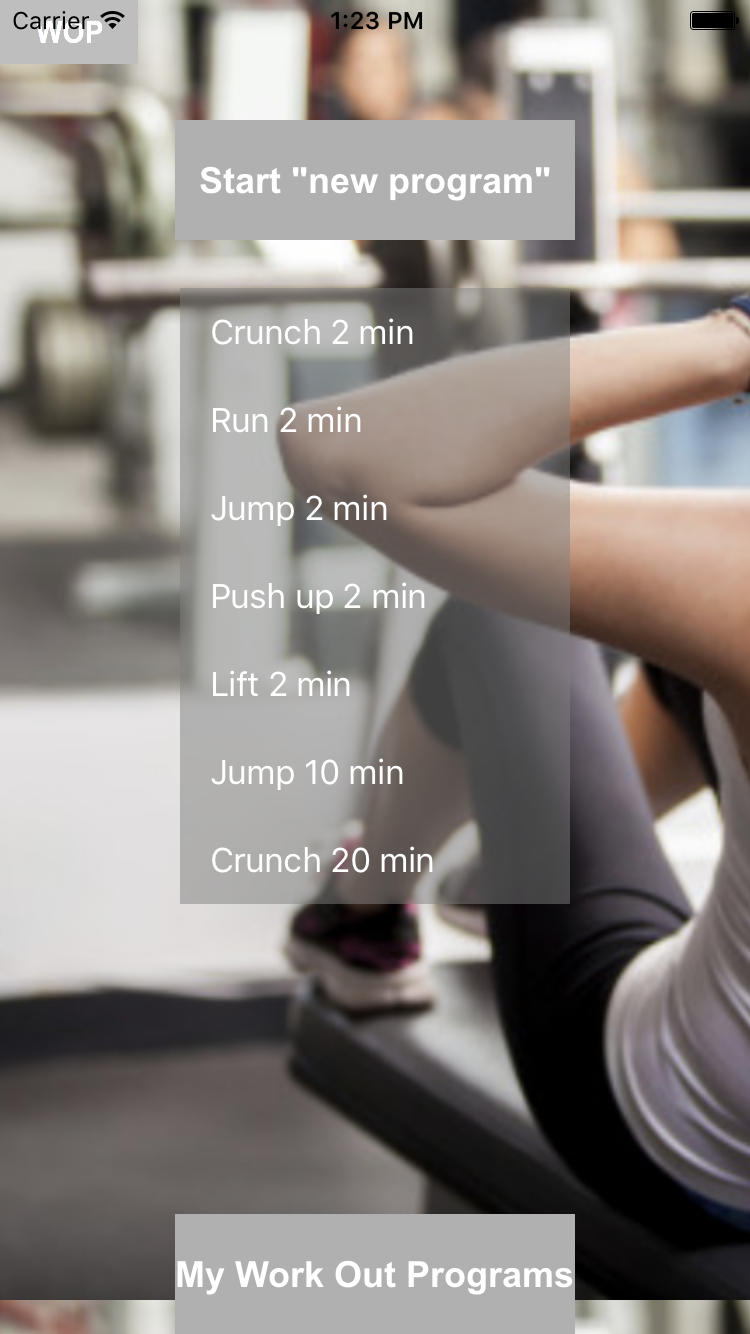 Carrier 1:23 PM
WOP
Start "new program"
Crunch 2 min
Run 2 min
Jump 2 min
Push up 2 min
Lift 2 min
Jump 10 min
Crunch 20 min
My Work Out Programs